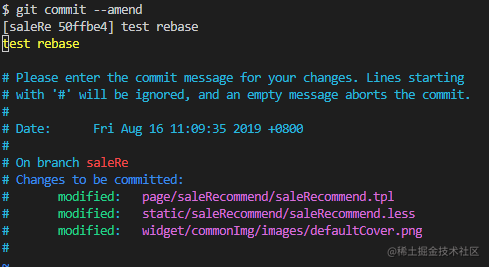 $ git commit --amend
[saleRe 50ffbe4] test rebase
test rebase
# Please enter the commit message for your changes. Lines starting
# with '#' will be ignored, and an empty message aborts the commit.
#
# Date:      Fri Aug 16 11:09:35 2019 +0800
#
# On branch saleRe
# Changes to be committed:
#       modified:   page/saleRecommend/saleRecommend.tpl
#       modified:   static/saleRecommend/saleRecommend.less
#       modified:   widget/commonImg/images/defaultCover.png
#
~
@稀土掘金技术社区